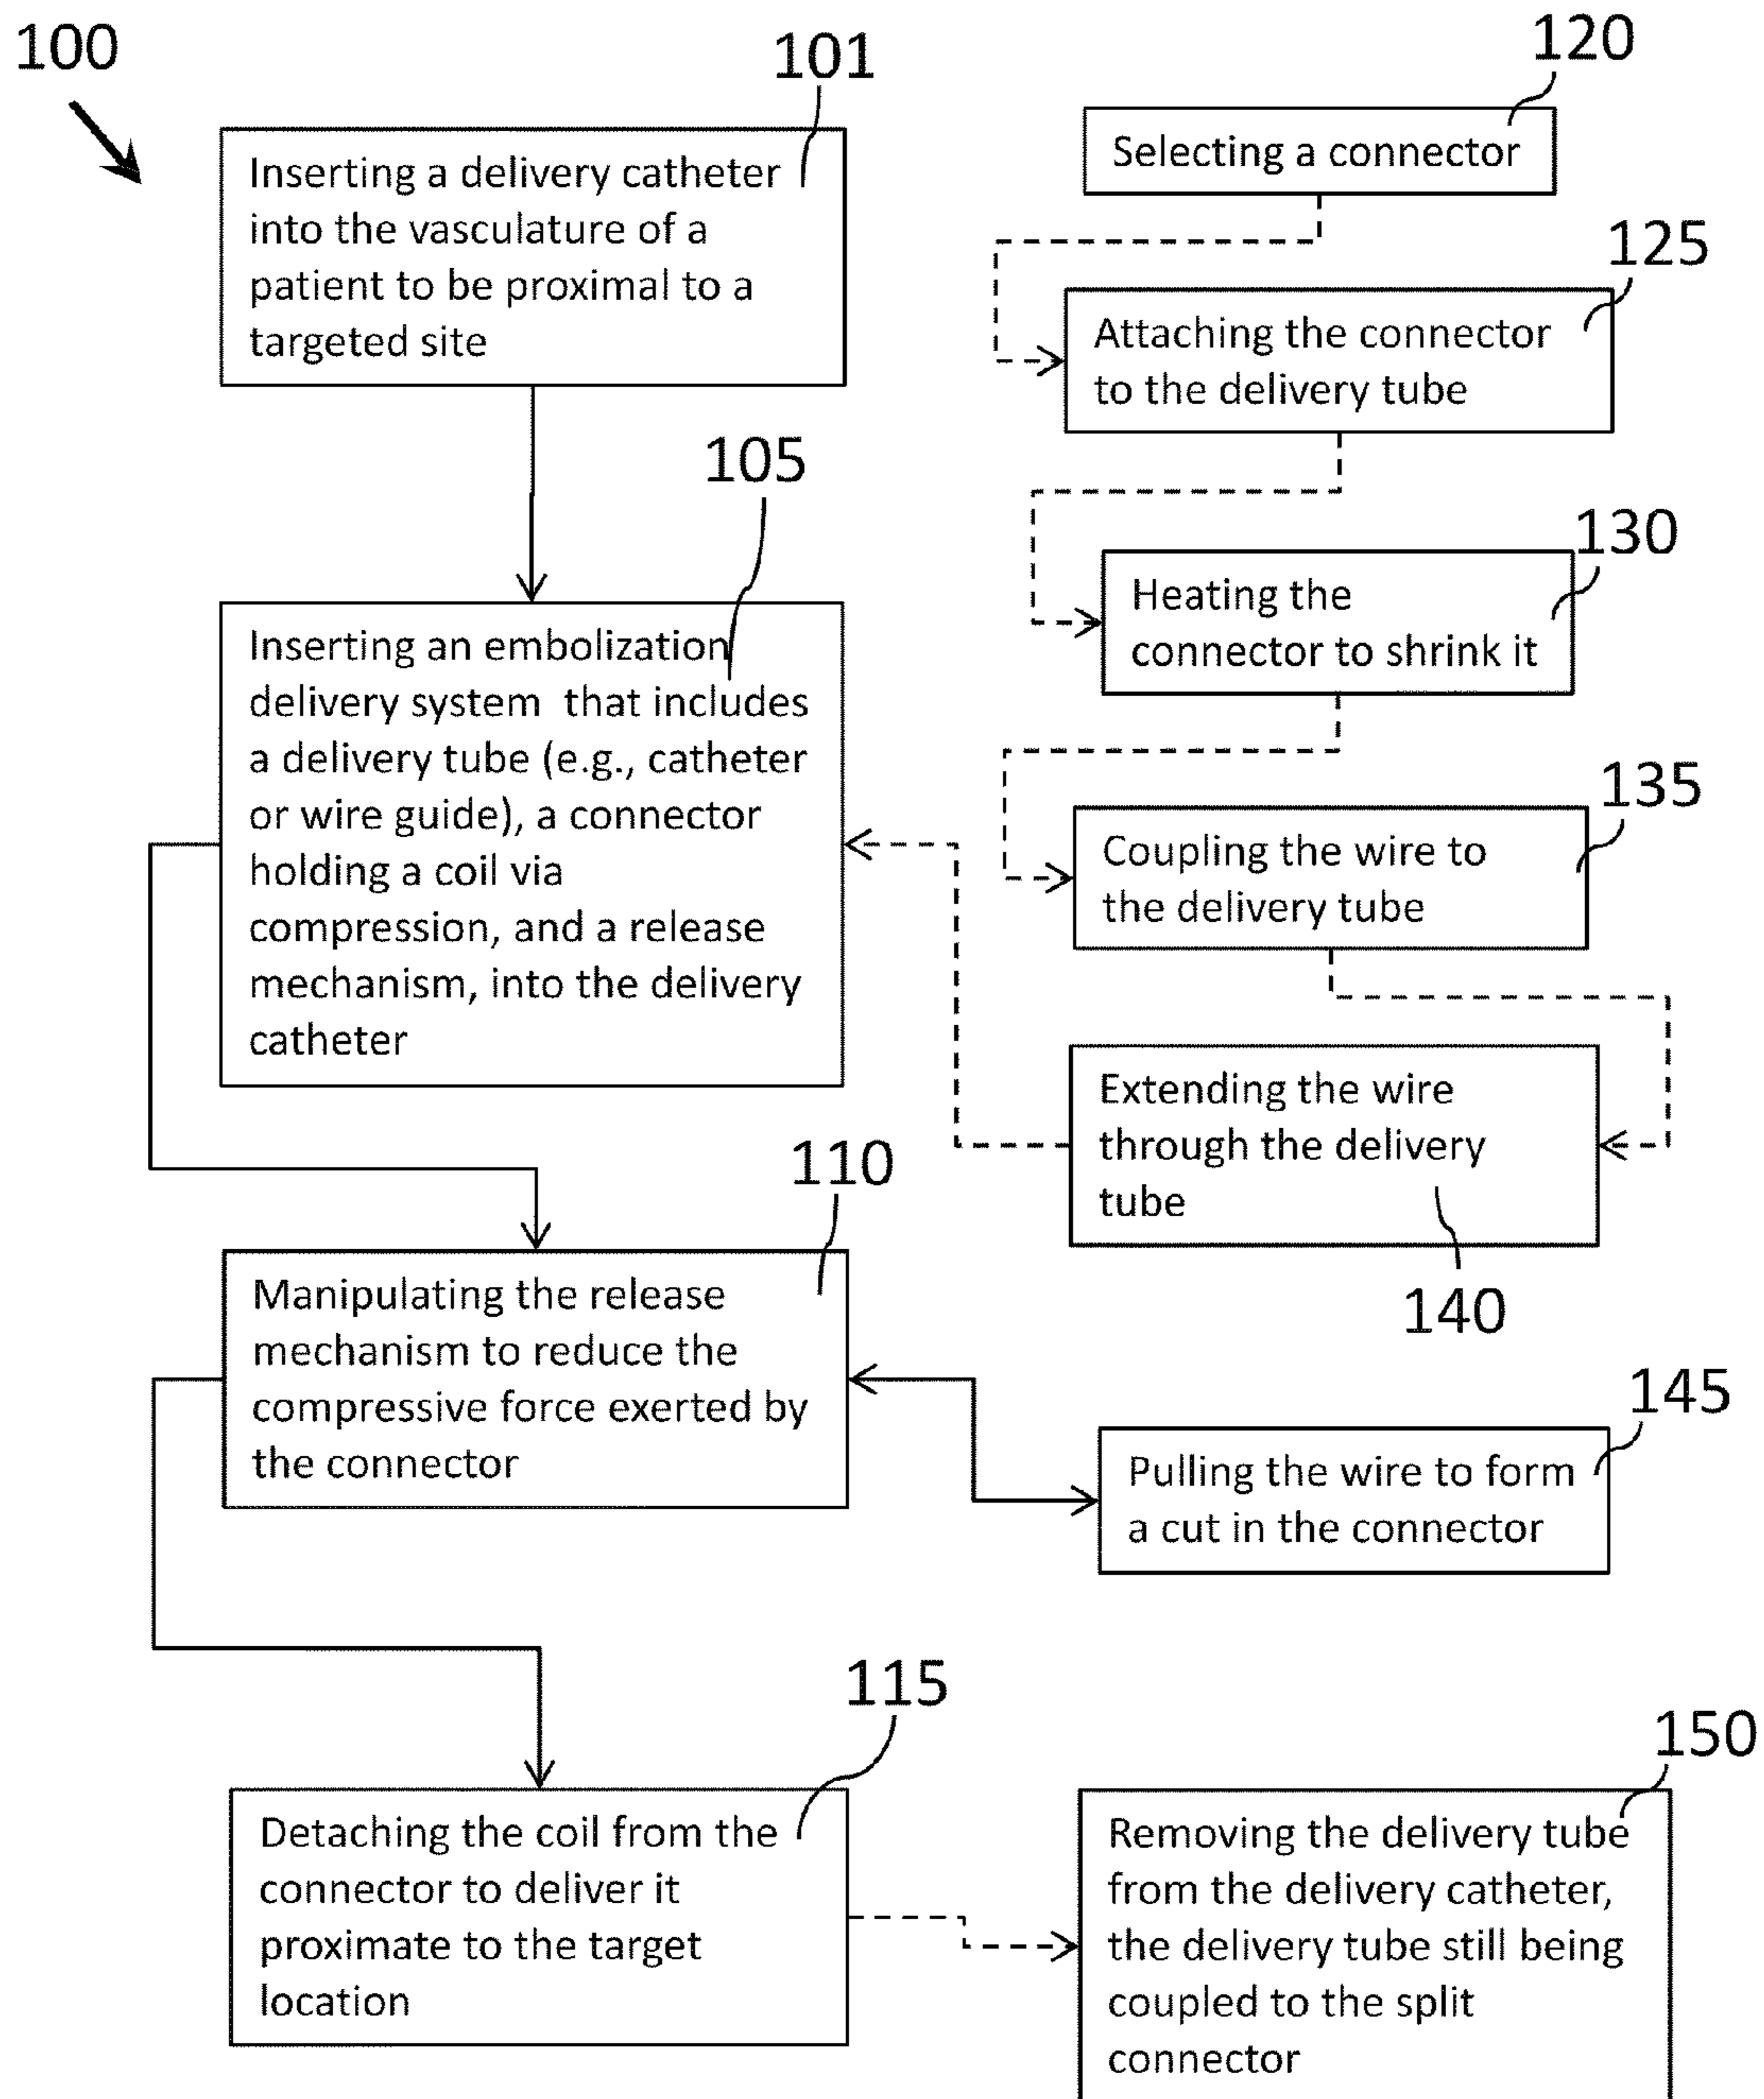 100
101
Inserting a delivery catheter
into the vasculature of a
patient to be proximal to a
targeted site
105
Inserting an embolization
delivery system that includes
a delivery tube (e.g., catheter
or wire guide), a connector
holding a coil via
compression, and a release
mechanism, into the delivery
catheter
110
Manipulating the release
mechanism to reduce the
compressive force exerted by
the connector
115
Detaching the coil from the
connector to deliver it
proximate to the target
location
120
Selecting a connector
125
Attaching the connector
to the delivery tube
130
Heating the
connector to shrink it
135
Coupling the wire to
the delivery tube
Extending the wire
through the delivery
tube
140
145
Pulling the wire to form
a cut in the connector
150
Removing the delivery tube
from the delivery catheter,
the delivery tube still being
coupled to the split
connector